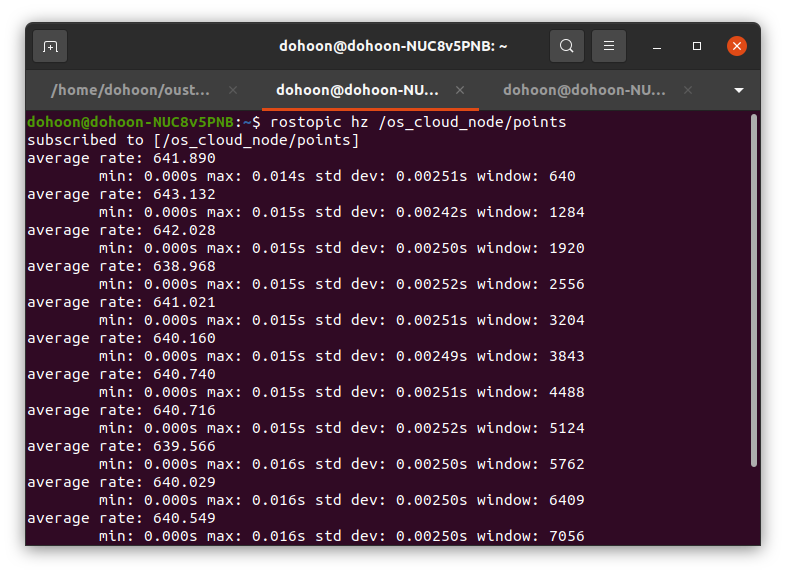 dohoon@dohoon-NUC8v5PNB: ~
/home/dohoon/oust...
dohoon@dohoon-NU...
dohoon@dohoon-NU...
dohoon@dohoon-NUC8v5PNB:~$ rostopic hz /os_cloud_node/points
subscribed to [/os_cloud_node/points]
average rate: 641.890
min: 0.000s max: 0.014s std dev: 0.00251s window: 640
average rate: 643.132
min: 0.000s max: 0.015s std dev: 0.00242s window: 1284
average rate: 642.028
min: 0.000s max: 0.015s std dev: 0.00250s window: 1920
average rate: 638.968
min: 0.000s max: 0.015s std dev: 0.00252s window: 2556
average rate: 641.021
min: 0.000s max: 0.015s std dev: 0.00251s window: 3204
average rate: 640.160
min: 0.000s max: 0.015s std dev: 0.00249s window: 3843
average rate: 640.740
min: 0.000s max: 0.015s std dev: 0.00251s window: 4488
average rate: 640.716
min: 0.000s max: 0.015s std dev: 0.00252s window: 5124
average rate: 639.566
min: 0.000s max: 0.016s std dev: 0.00250s window: 5762
average rate: 640.029
min: 0.000s max: 0.016s std dev: 0.00250s window: 6409
average rate: 640.549
min: 0.000s max: 0.016s std dev: 0.00250s window: 7056